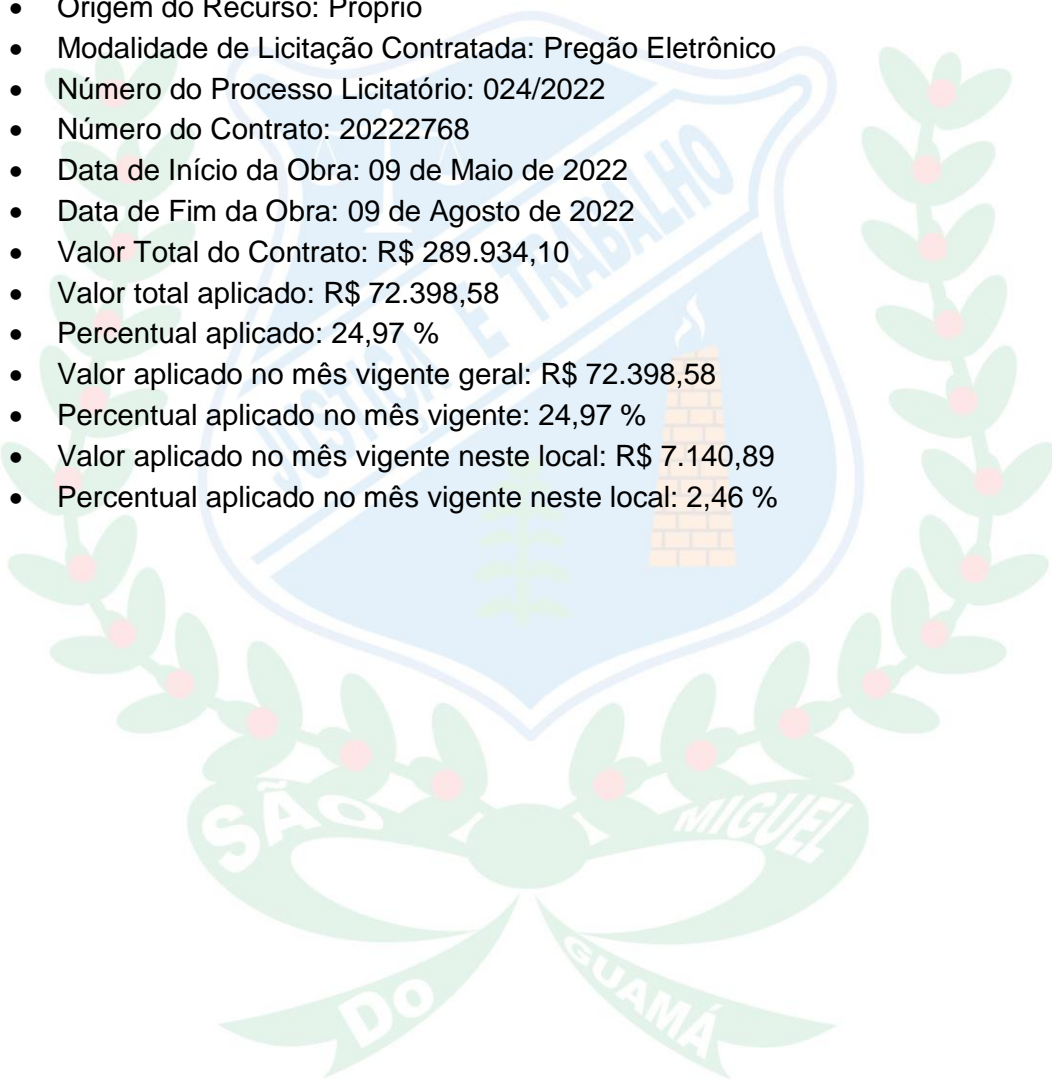 • Origem do Recurso: Próprio
• Modalidade de Licitação Contratada: Pregão Eletrônico
• Número do Processo Licitatório: 024/2022
• Número do Contrato: 20222768
• Data de Início da Obra: 09 de Maio de 2022
• Data de Fim da Obra: 09 de Agosto de 2022
• Valor Total do Contrato: R$ 289.934,10
• Valor total aplicado: R$ 72.398,58
• Percentual aplicado: 24,97 %
• Valor aplicado no mês vigente geral: R$ 72.398,58
• Percentual aplicado no mês vigente: 24,97 %
• Valor aplicado no mês vigente neste local: R$ 7.140,89
• Percentual aplicado no mês vigente neste local: 2,46 %
JUSTIÇA E TRABALHO
SÃO MIGUEL
DO GUAMÁ